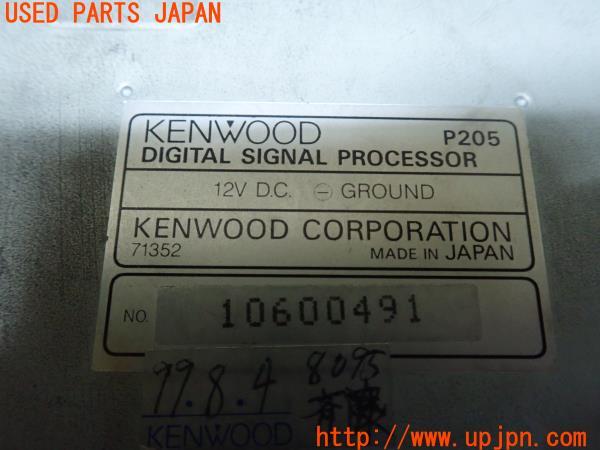 USED PARTS JAPAN
KENWOOD P205
DIGITAL SIGNAL PROCESSOR
12V D.C. ⊖ GROUND
KENWOOD CORPORATION
71352 MADE IN JAPAN
NO. 10600491
99.8.4 8095
KENWOOD
http://www.upjpn.com